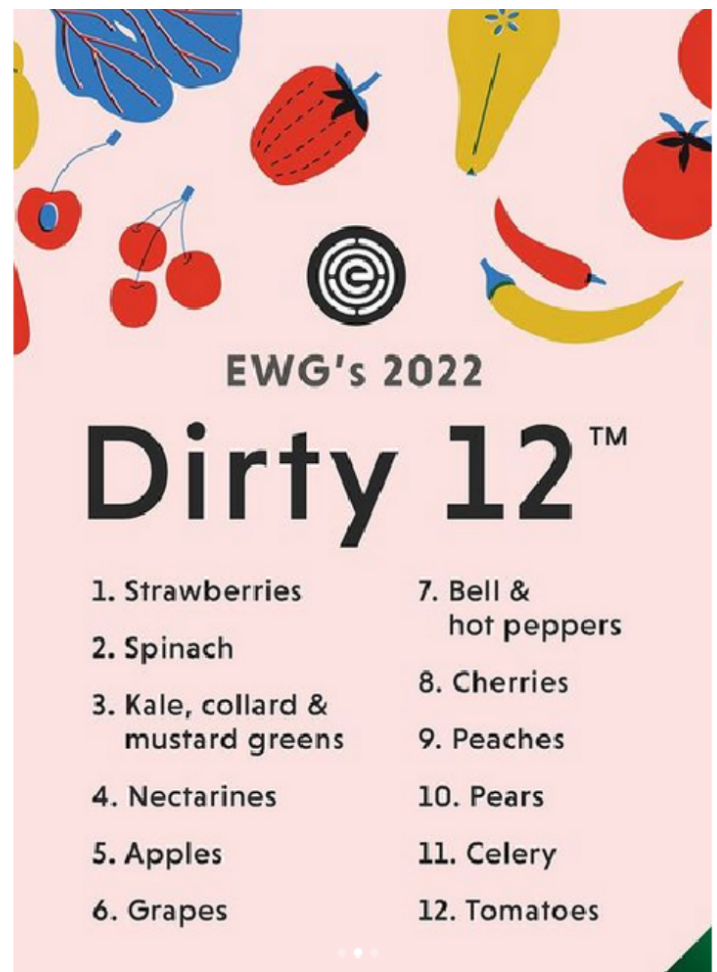 EWG's 2022
Dirty 12™
1. Strawberries
2. Spinach
3. Kale, collard &
mustard greens
4. Nectarines
5. Apples
6. Grapes
7. Bell &
hot peppers
8. Cherries
9. Peaches
10. Pears
11. Celery
12. Tomatoes